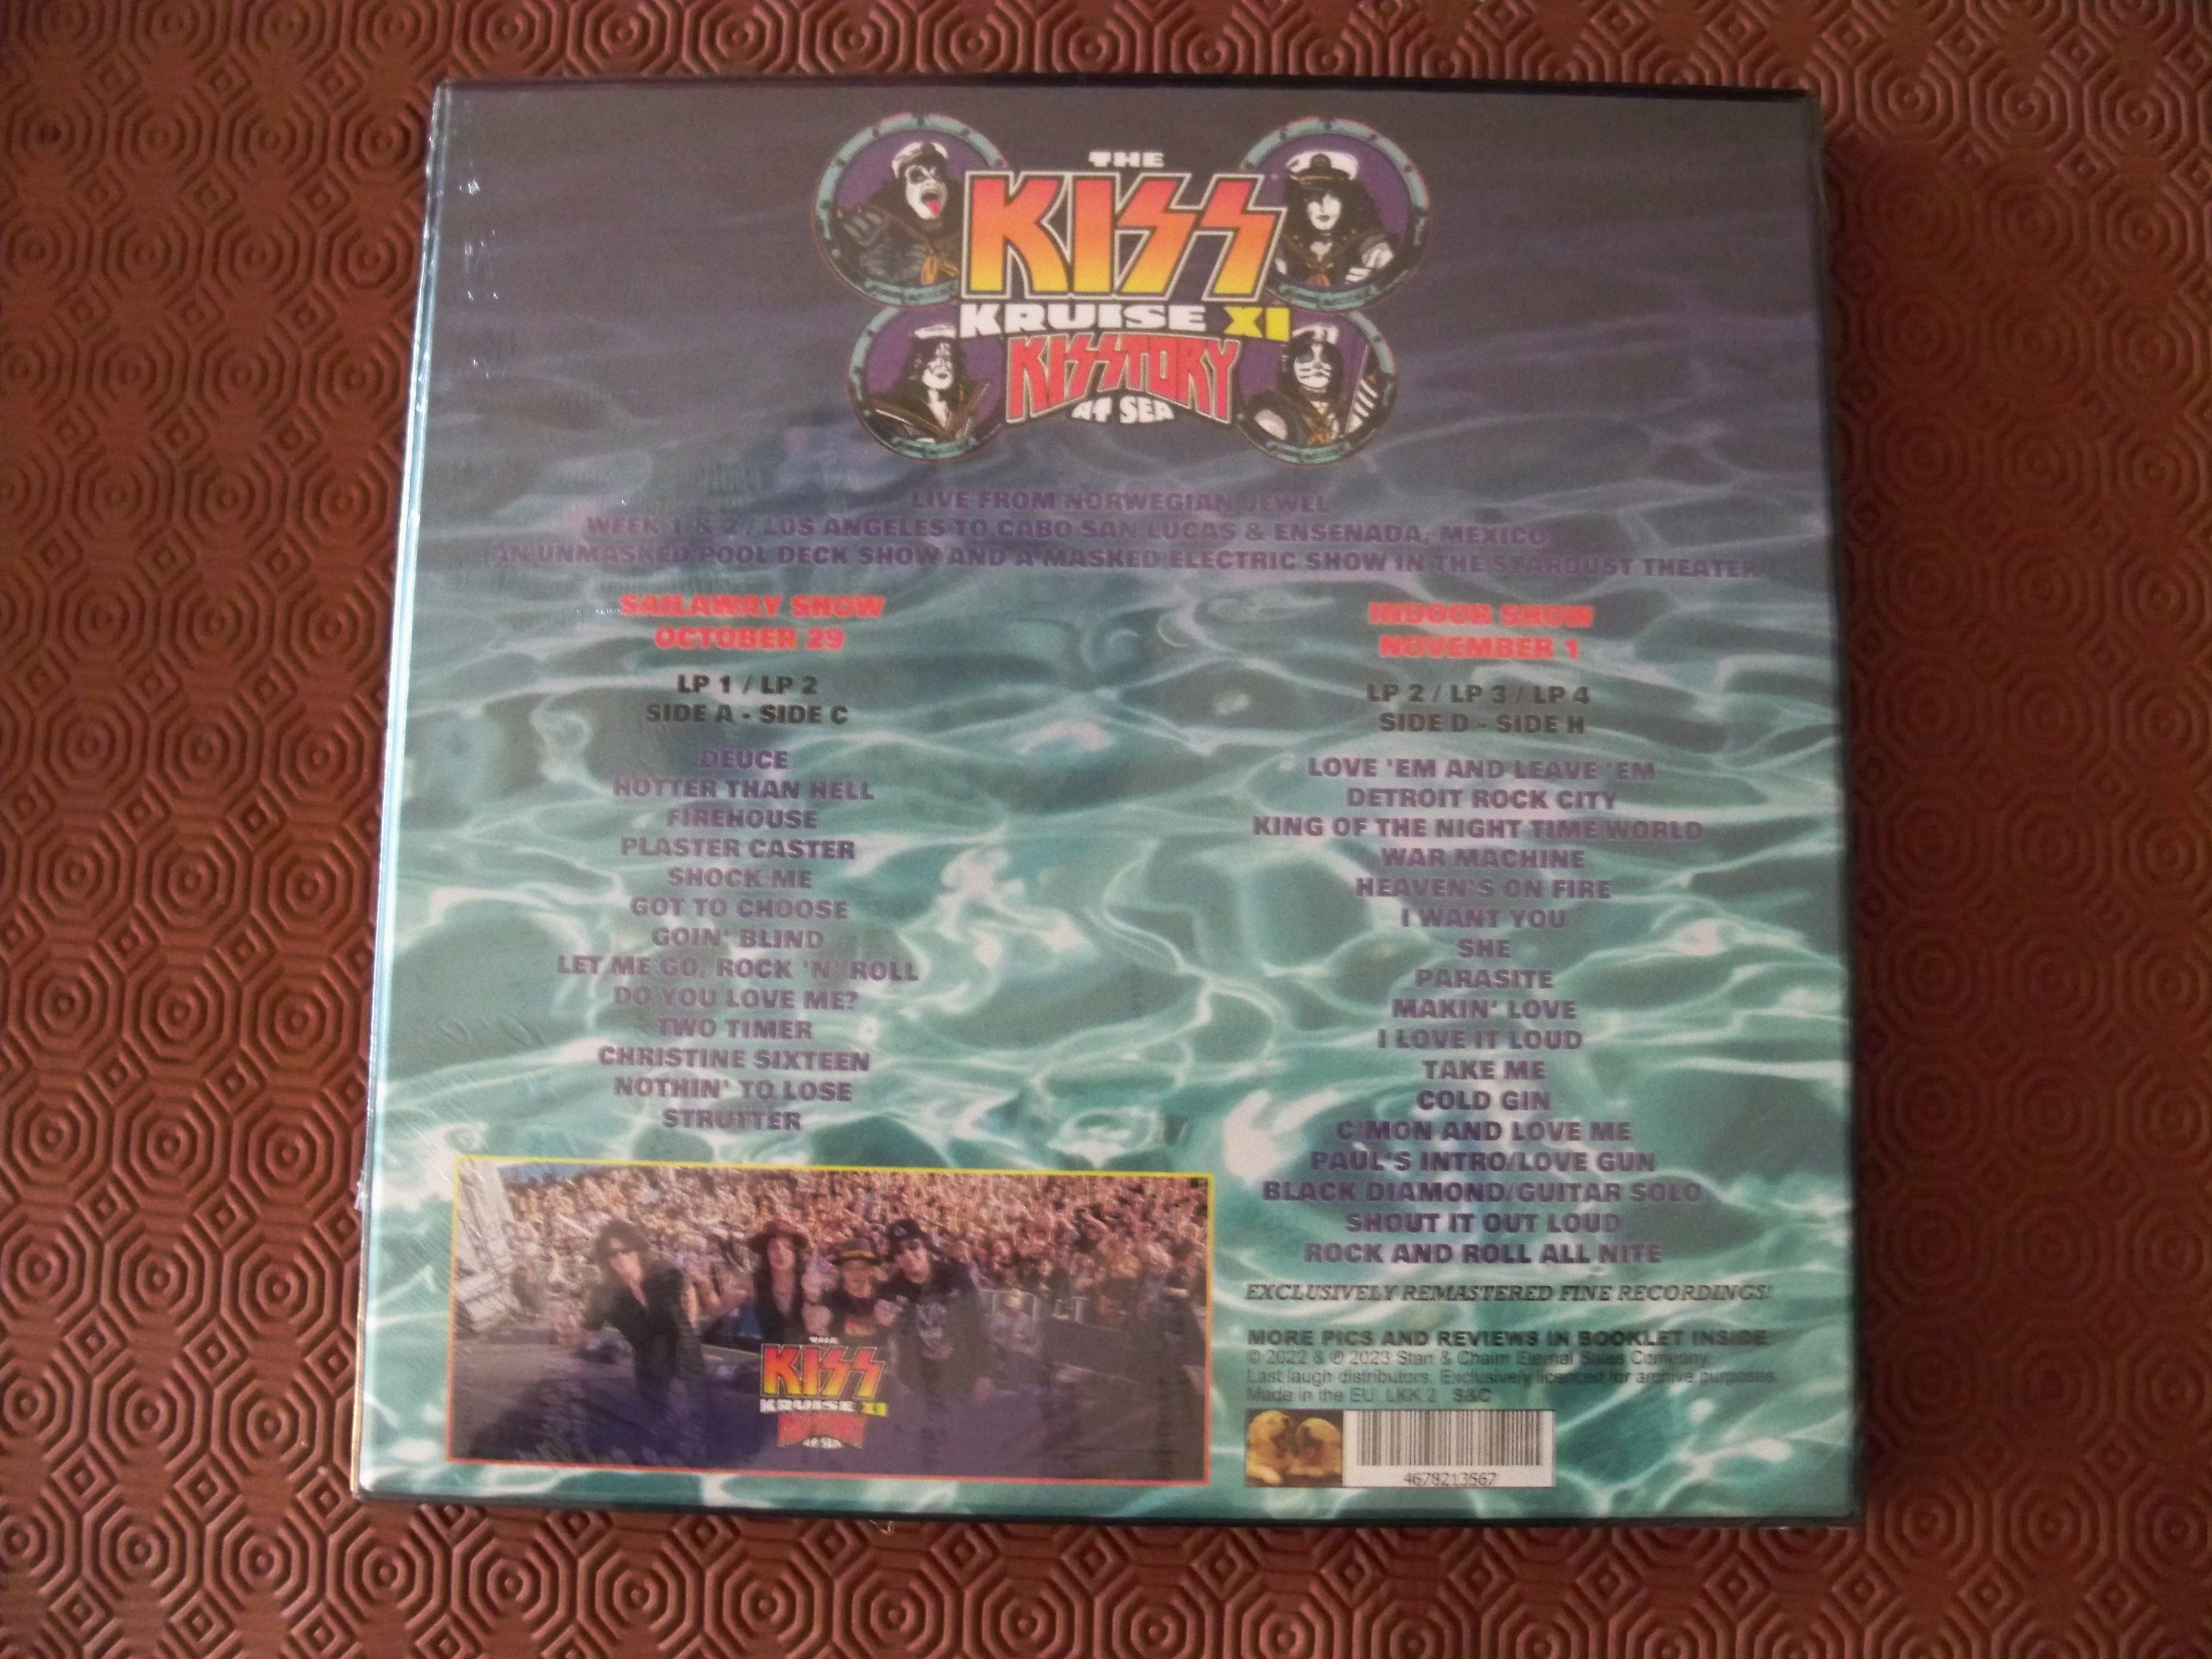 THE
KISS
KRUISE XI
KISSTORY
AT SEA
LIVE FROM NORWEGIAN JEWEL
WEEK 1 & 2 / LOS ANGELES TO CABO SAN LUCAS & ENSENADA, MEXICO
AN UNMASKED POOL DECK SHOW AND A MASKED ELECTRIC SHOW IN THE STARDUST THEATER
SAILAWAY SHOW
OCTOBER 29
LP 1 / LP 2
SIDE A - SIDE C
DEUCE
HOTTER THAN HELL
FIREHOUSE
PLASTER CASTER
SHOCK ME
GOT TO CHOOSE
GOIN' BLIND
LET ME GO, ROCK 'N' ROLL
DO YOU LOVE ME?
TWO TIMER
CHRISTINE SIXTEEN
NOTHIN' TO LOSE
STRUTTER
INDOOR SHOW
NOVEMBER 1
LP 2 / LP 3 / LP 4
SIDE D - SIDE H
LOVE 'EM AND LEAVE 'EM
DETROIT ROCK CITY
KING OF THE NIGHT TIME WORLD
WAR MACHINE
HEAVEN'S ON FIRE
I WANT YOU
SHE
PARASITE
MAKIN' LOVE
I LOVE IT LOUD
TAKE ME
COLD GIN
C'MON AND LOVE ME
PAUL'S INTRO/LOVE GUN
BLACK DIAMOND/GUITAR SOLO
SHOUT IT OUT LOUD
ROCK AND ROLL ALL NITE
EXCLUSIVELY REMASTERED FINE RECORDINGS!
MORE PICS AND REVIEWS IN BOOKLET INSIDE
© 2022 & ℗ 2023 Stan & Chaim Eternal Sales Company.
Last laugh distributors. Exclusively licenced for archive purposes.
Made in the EU. LKK 2 S&C
4678213567
THE
KISS
KRUISE XI
KISSTORY
AT SEA